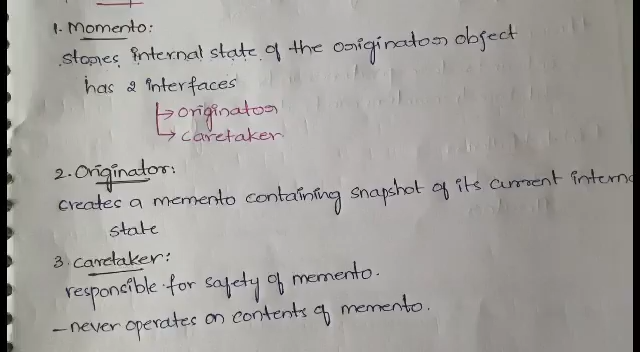 1. Momento:
stores internal state of the originator object
has 2 interfaces
originator
caretaker
2. Originator:
creates a memento containing snapshot of its current intern
state
3. caretaker:
responsible for safety of memento.
- never operates on contents of memento.